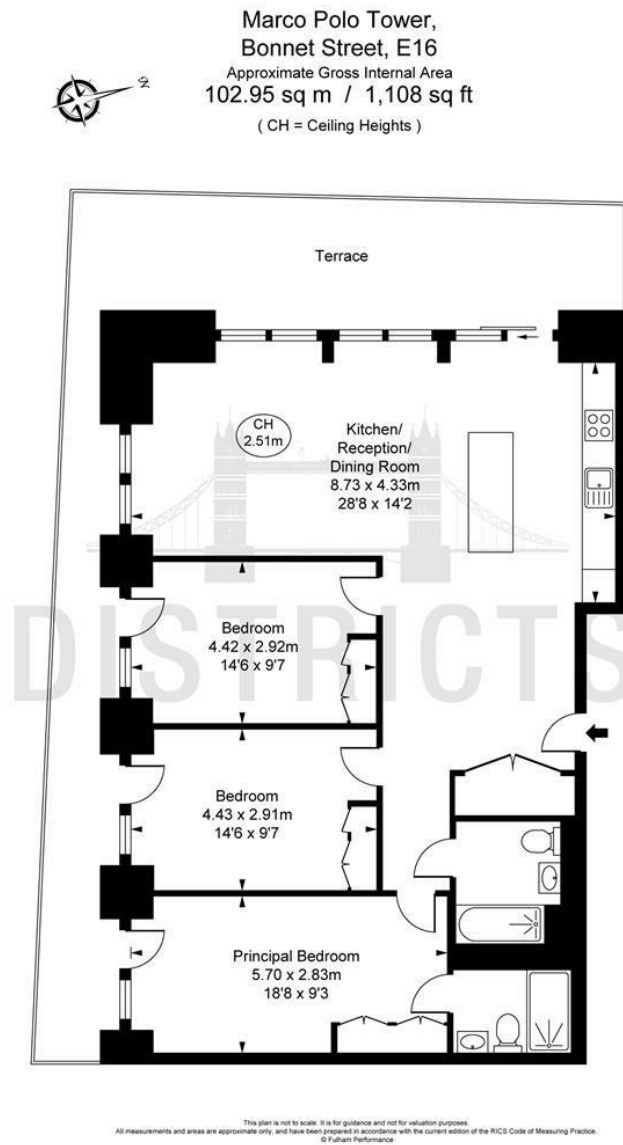 Marco Polo Tower,
Bonnet Street, E16
Approximate Gross Internal Area
102.95 sq m / 1,108 sq ft
( CH = Ceiling Heights )
N
Terrace
CH
2.51m
Kitchen/
Reception/
Dining Room
8.73 x 4.33m
28'8 x 14'2
DISTRICTS
Bedroom
4.42 x 2.92m
14'6 x 9'7
Bedroom
4.43 x 2.91m
14'6 x 9'7
Principal Bedroom
5.70 x 2.83m
18'8 x 9'3
This plan is not to scale. It is for guidance and not for valuation purposes.
All measurements and areas are approximate only, and have been prepared in accordance with the current edition of the RICS Code of Measuring Practice.
© Fulham Performance